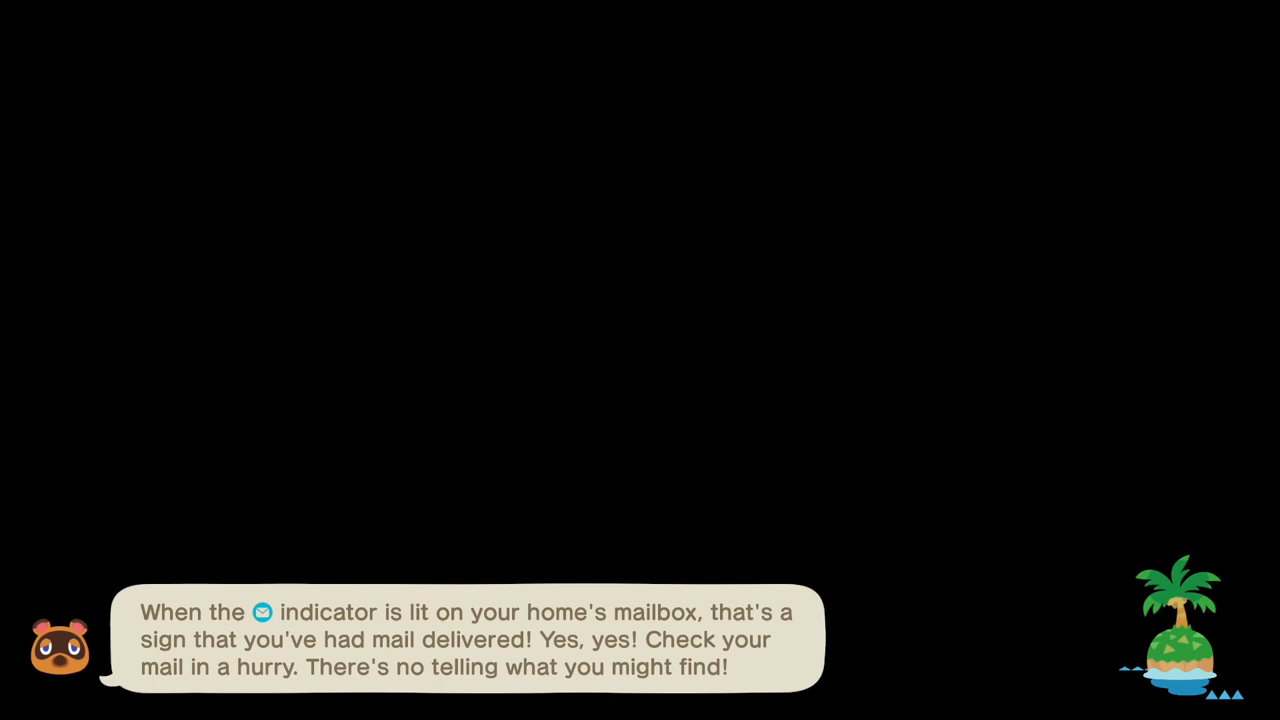 When the indicator is lit on your home's mailbox, that's a
sign that you've had mail delivered! Yes, yes! Check your
mail in a hurry. There's no telling what you might find!